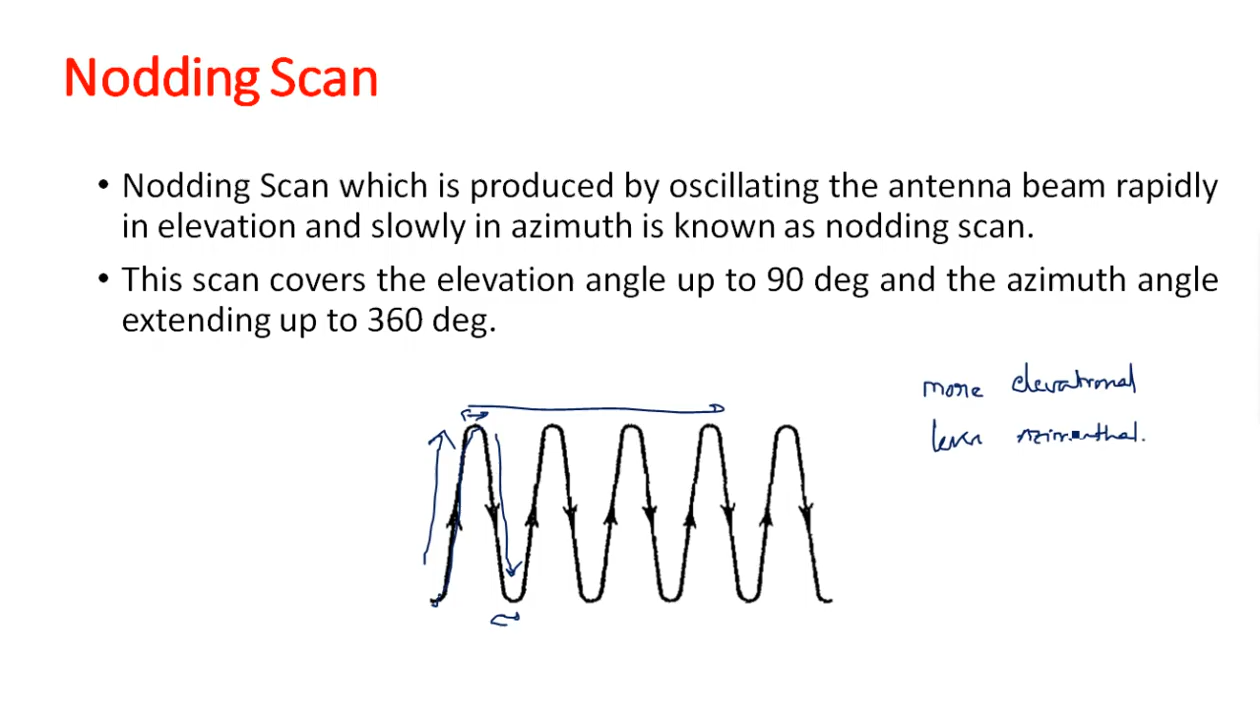 Nodding Scan
• Nodding Scan which is produced by oscillating the antenna beam rapidly
in elevation and slowly in azimuth is known as nodding scan.
• This scan covers the elevation angle up to 90 deg and the azimuth angle
extending up to 360 deg.
more elevational
azimuthal.